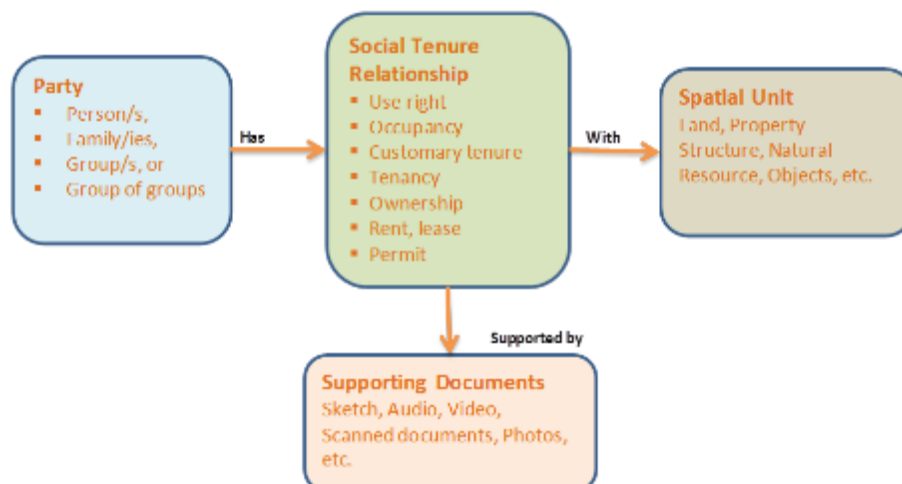 Party
▪ Person/s,
▪ Family/ies,
▪ Group/s, or
▪ Group of groups
Has
Social Tenure
Relationship
▪ Use right
▪ Occupancy
▪ Customary tenure
▪ Tenancy
▪ Ownership
▪ Rent, lease
▪ Permit
With
Spatial Unit
Land, Property
Structure, Natural
Resource, Objects, etc.
Supported by
Supporting Documents
Sketch, Audio, Video,
Scanned documents, Photos,
etc.